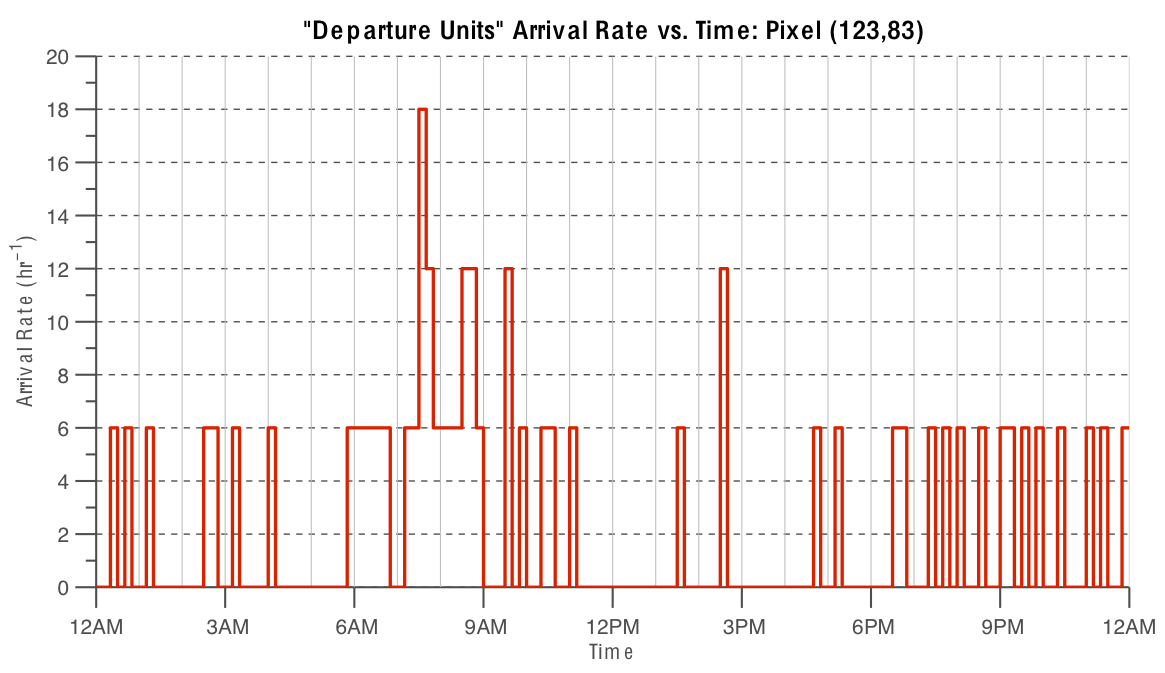 "Departure Units" Arrival Rate vs. Time: Pixel (123,83)
20
18
16
14
12
10
8
6
4
2
0
Arrival Rate (hr⁻¹)
12AM 3AM 6AM 9AM 12PM 3PM 6PM 9PM 12AM
Time